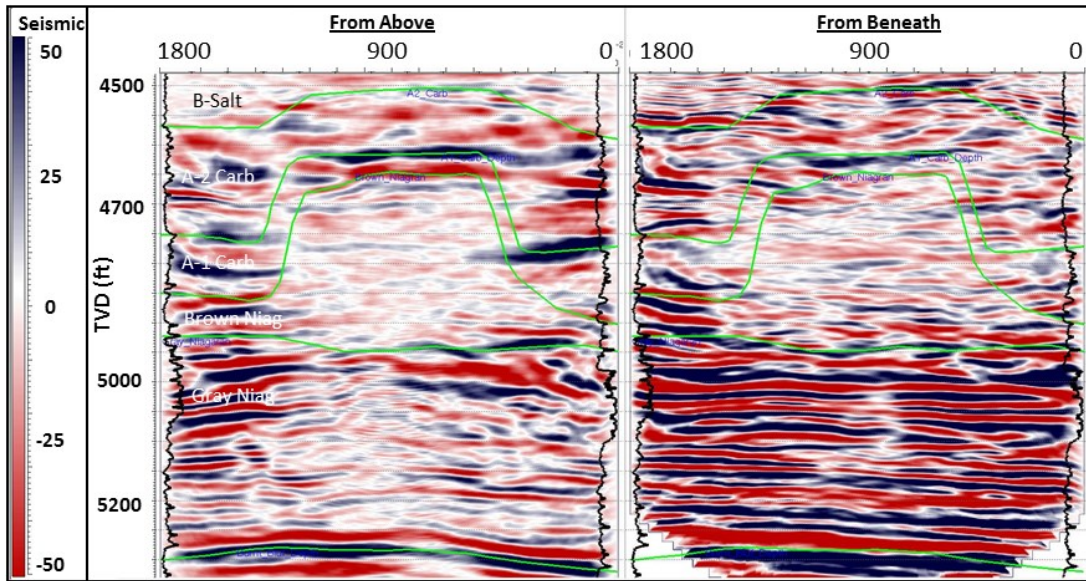 Seismic
From Above
From Beneath
1800 900 0
1800 900 0
50
25
0
-25
-50
TVD (ft)
4500
4700
5000
5200
B-Salt
A-2 Carb
A-1 Carb
Brown Niag
Gray Niag
A2_Carb
Brown_Niagran
Carb_Depth
Brown_Niagran